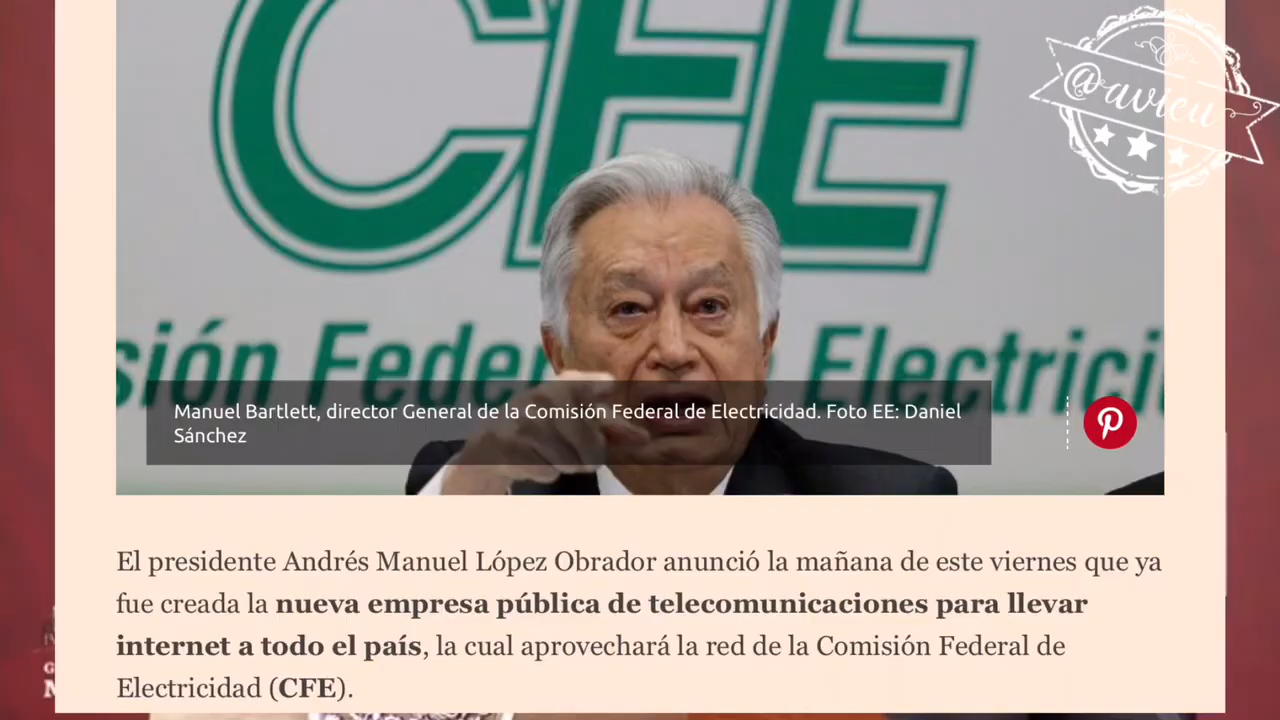 CFE
@avieu
sión Federal Electrici
Manuel Bartlett, director General de la Comisión Federal de Electricidad. Foto EE: Daniel
Sánchez
El presidente Andrés Manuel López Obrador anunció la mañana de este viernes que ya
fue creada la nueva empresa pública de telecomunicaciones para llevar
internet a todo el país, la cual aprovechará la red de la Comisión Federal de
Electricidad (CFE).